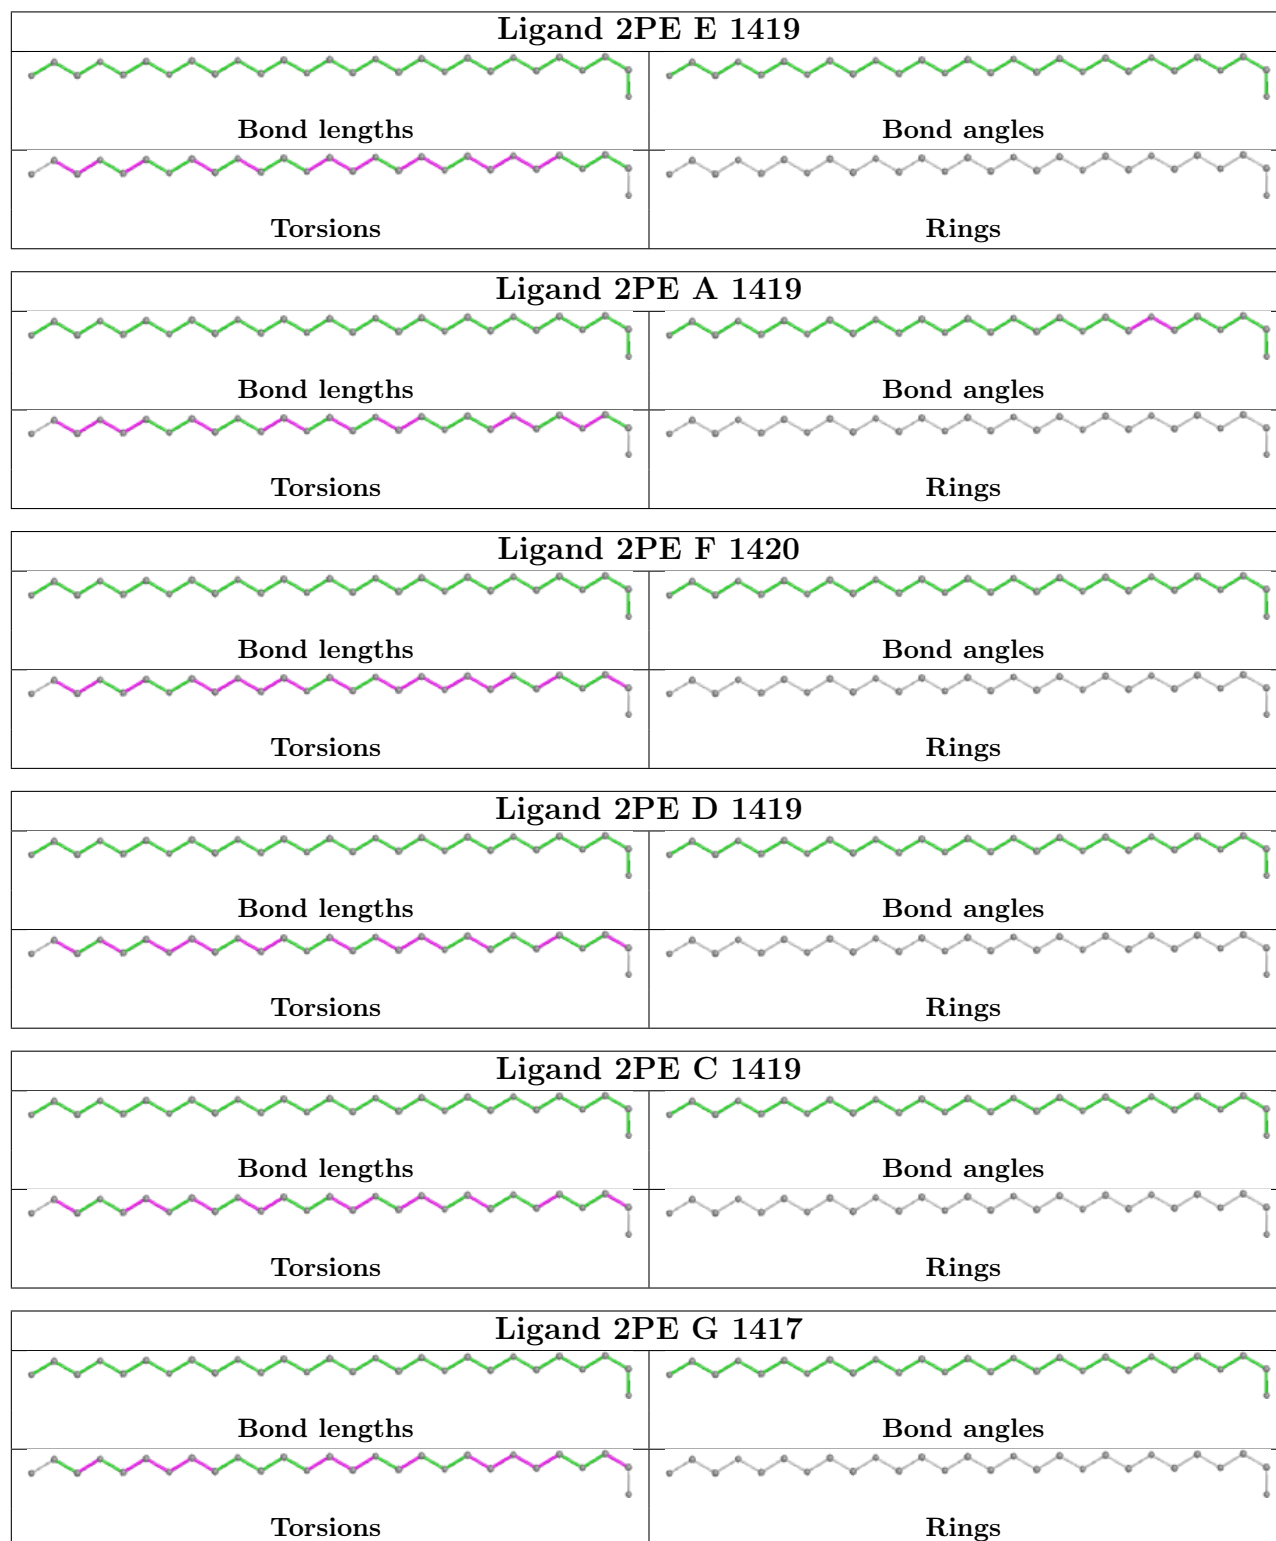 Ligand 2PE E 1419
Bond lengths Bond angles
Torsions Rings
Ligand 2PE A 1419
Bond lengths Bond angles
Torsions Rings
Ligand 2PE F 1420
Bond lengths Bond angles
Torsions Rings
Ligand 2PE D 1419
Bond lengths Bond angles
Torsions Rings
Ligand 2PE C 1419
Bond lengths Bond angles
Torsions Rings
Ligand 2PE G 1417
Bond lengths Bond angles
Torsions Rings